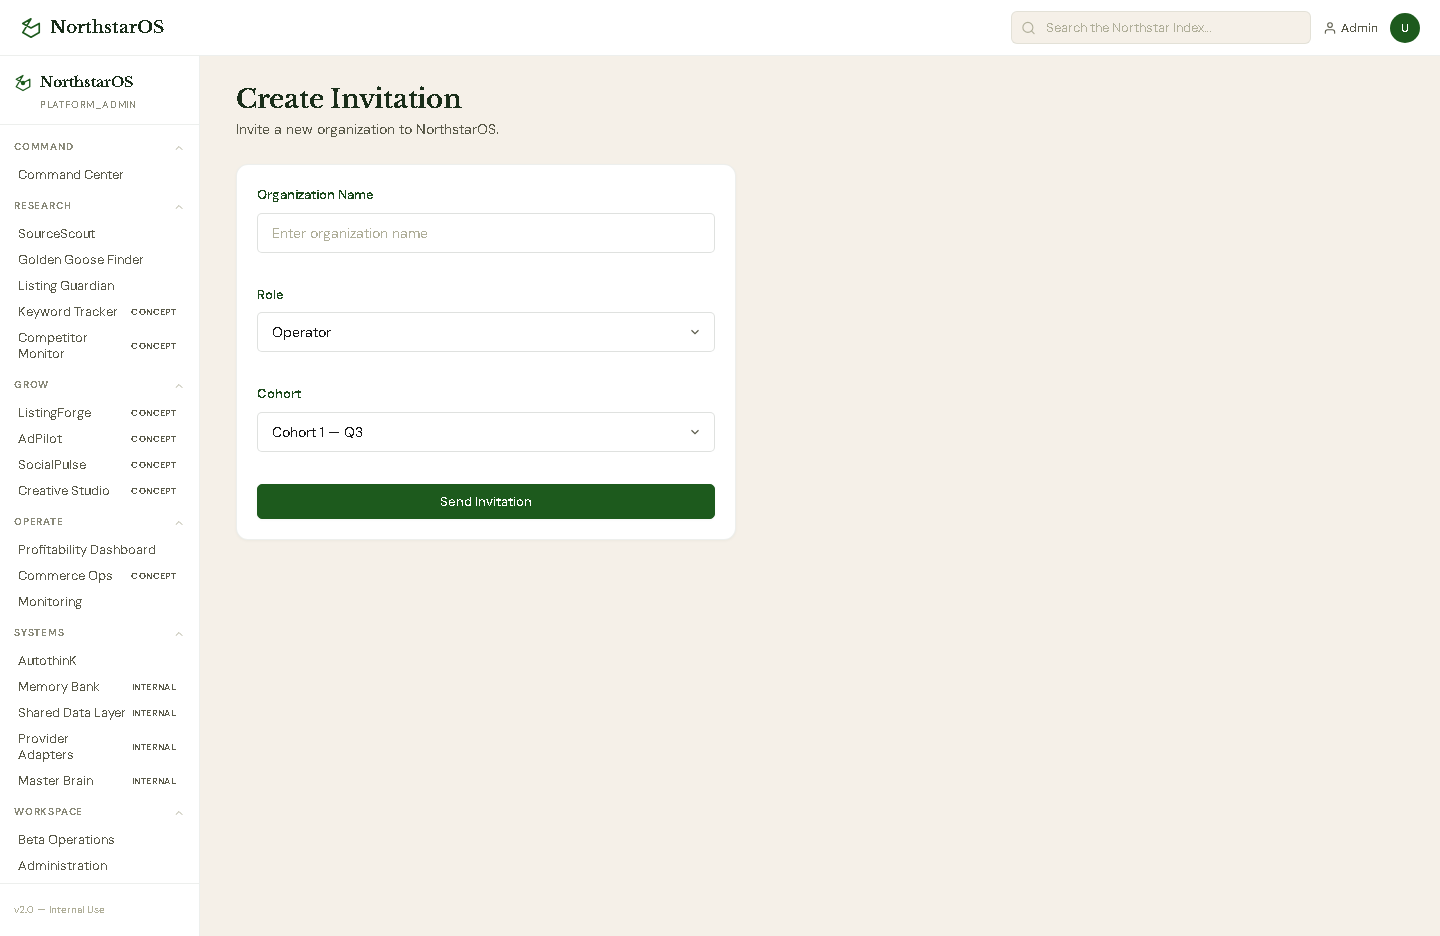 NorthstarOS
Search the Northstar Index...
Admin
U
NorthstarOS
PLATFORM_ADMIN
COMMAND
Command Center
RESEARCH
SourceScout
Golden Goose Finder
Listing Guardian
Keyword Tracker CONCEPT
Competitor
Monitor
CONCEPT
GROW
ListingForge CONCEPT
AdPilot CONCEPT
SocialPulse CONCEPT
Creative Studio CONCEPT
OPERATE
Profitability Dashboard
Commerce Ops CONCEPT
Monitoring
SYSTEMS
AutothinK
Memory Bank INTERNAL
Shared Data Layer INTERNAL
Provider
Adapters
INTERNAL
Master Brain INTERNAL
WORKSPACE
Beta Operations
Administration
v2.0 — Internal Use
Create Invitation
Invite a new organization to NorthstarOS.
Organization Name
Enter organization name
Role
Operator
Cohort
Cohort 1 — Q3
Send Invitation